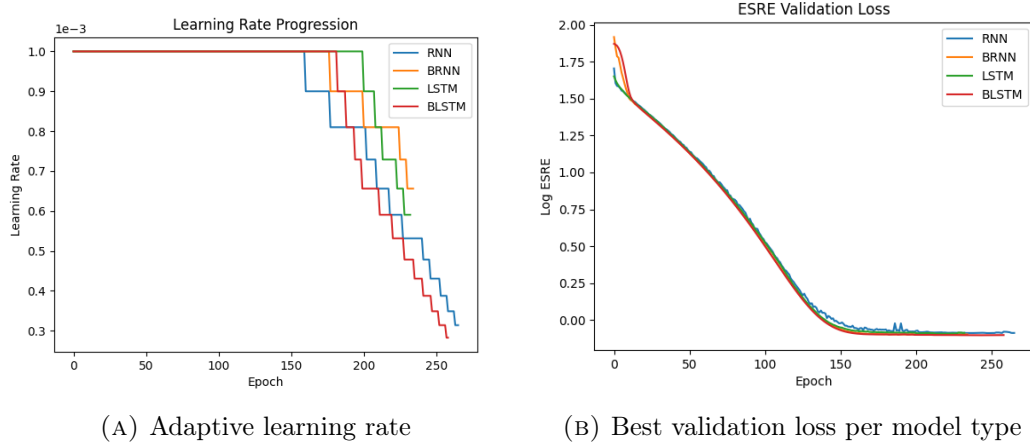 Learning Rate Progression
1e−3
1.0
0.9
0.8
0.7
0.6
0.5
0.4
0.3
Learning Rate
0
50
100
150
200
250
Epoch
RNN
BRNN
LSTM
BLSTM
(A) Adaptive learning rate
ESRE Validation Loss
2.00
1.75
1.50
1.25
1.00
0.75
0.50
0.25
0.00
Log ESRE
0
50
100
150
200
250
Epoch
RNN
BRNN
LSTM
BLSTM
(B) Best validation loss per model type